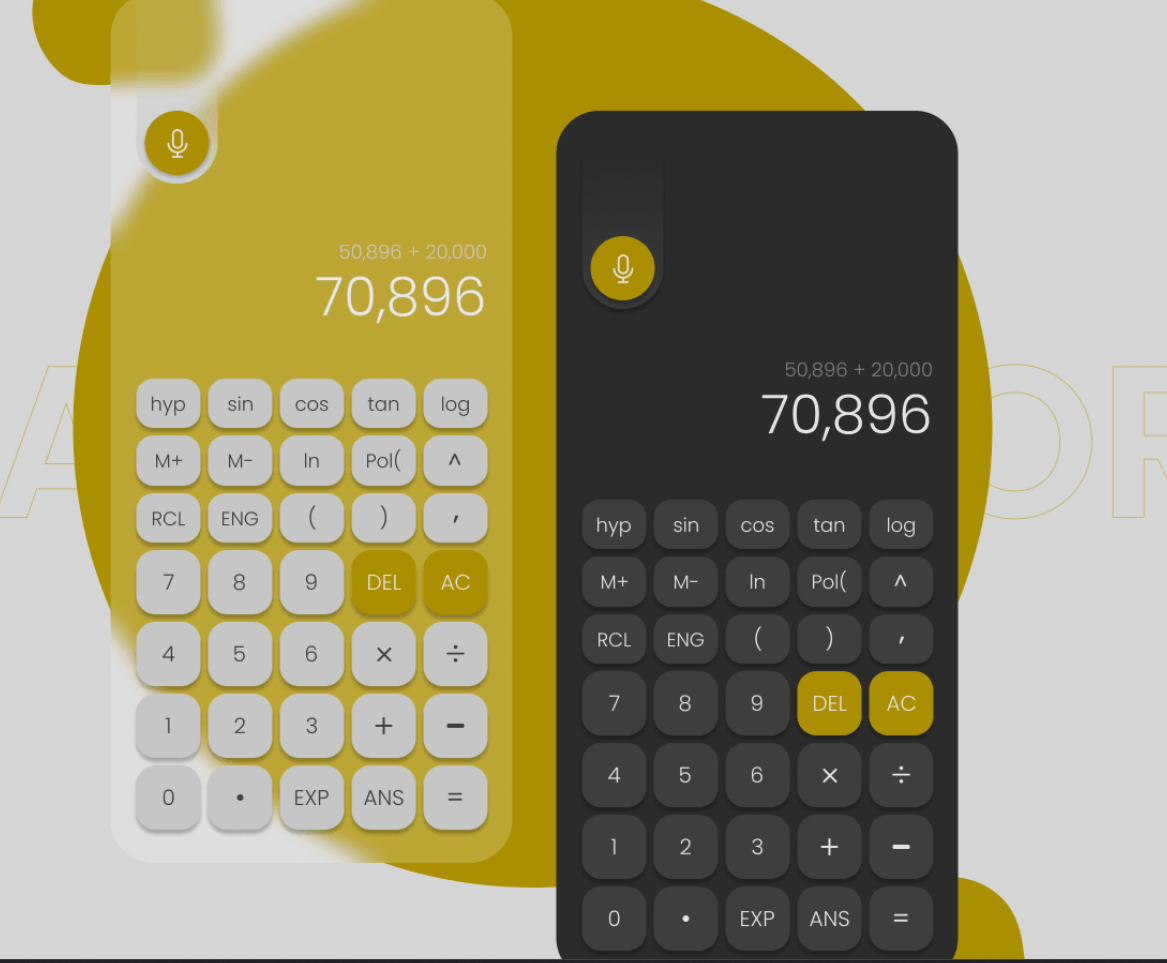 50,896 + 20,000
70,896
hyp sin cos tan log
M+ M- ln Pol( ^
RCL ENG ( ) ,
7 8 9 DEL AC
4 5 6 × ÷
1 2 3 + -
0 • EXP ANS =
50,896 + 20,000
70,896
hyp sin cos tan log
M+ M- ln Pol( ^
RCL ENG ( ) ,
7 8 9 DEL AC
4 5 6 × ÷
1 2 3 + -
0 • EXP ANS =
A OR